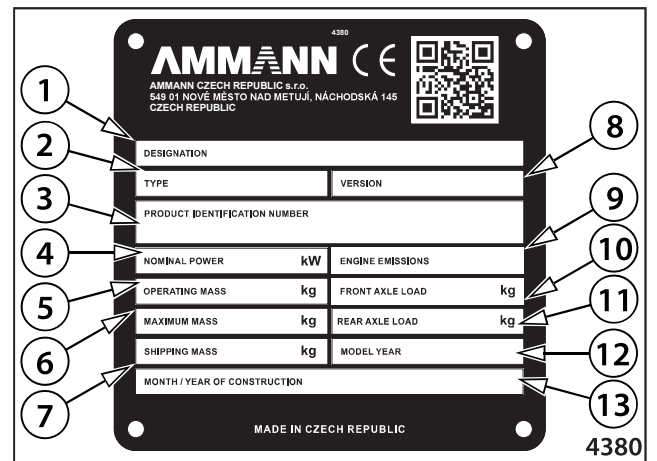 4380
AMMANN CE
AMMANN CZECH REPUBLIC s.r.o.
549 01 NOVÉ MĚSTO NAD METUJÍ, NÁCHODSKÁ 145
CZECH REPUBLIC
1
DESIGNATION
2
TYPE VERSION
8
3
PRODUCT IDENTIFICATION NUMBER
9
4
NOMINAL POWER kW ENGINE EMISSIONS
10
5
OPERATING MASS kg FRONT AXLE LOAD kg
11
6
MAXIMUM MASS kg REAR AXLE LOAD kg
12
7
SHIPPING MASS kg MODEL YEAR
13
MONTH / YEAR OF CONSTRUCTION
MADE IN CZECH REPUBLIC
4380